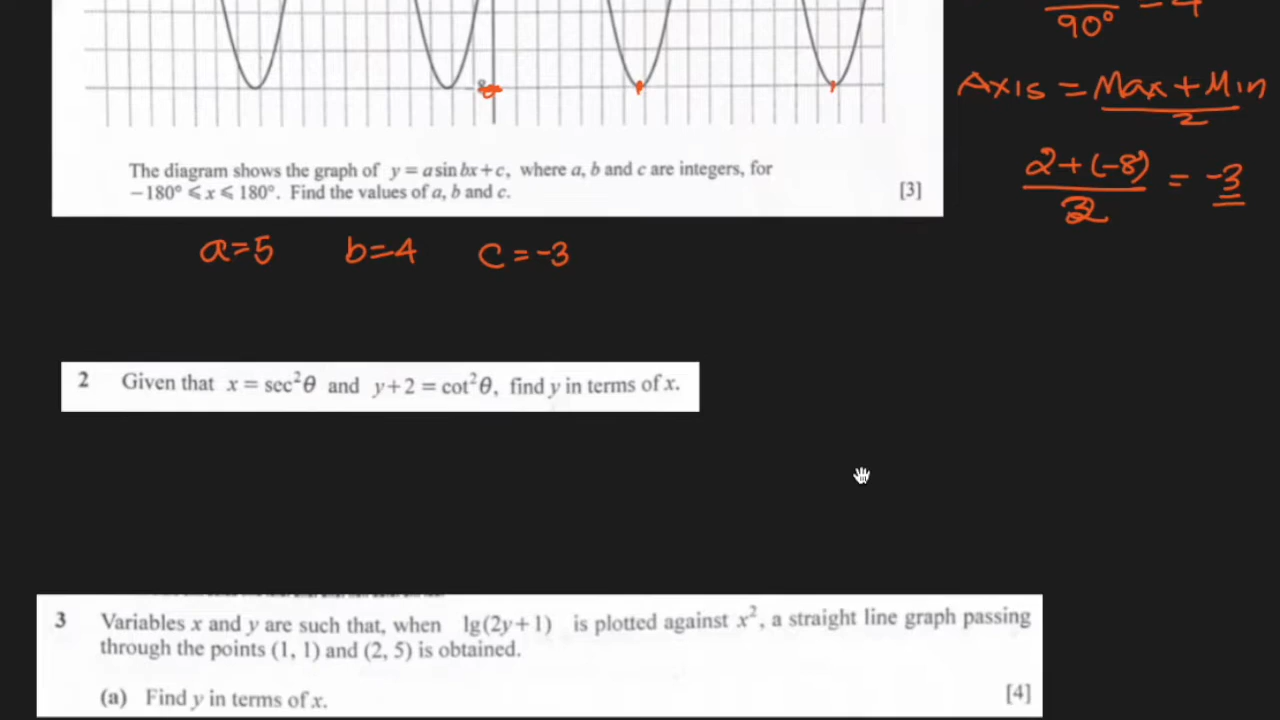 90° = 4
Axis = Max + Min
2
2 + (-8) = -3
2
The diagram shows the graph of y = a sin bx + c, where a, b and c are integers, for
-180° ⩽ x ⩽ 180°. Find the values of a, b and c. [3]
a=5 b=4 c=-3
2 Given that x = sec²θ and y+2 = cot²θ, find y in terms of x.
3 Variables x and y are such that, when lg(2y+1) is plotted against x², a straight line graph passing
through the points (1, 1) and (2, 5) is obtained.
(a) Find y in terms of x. [4]